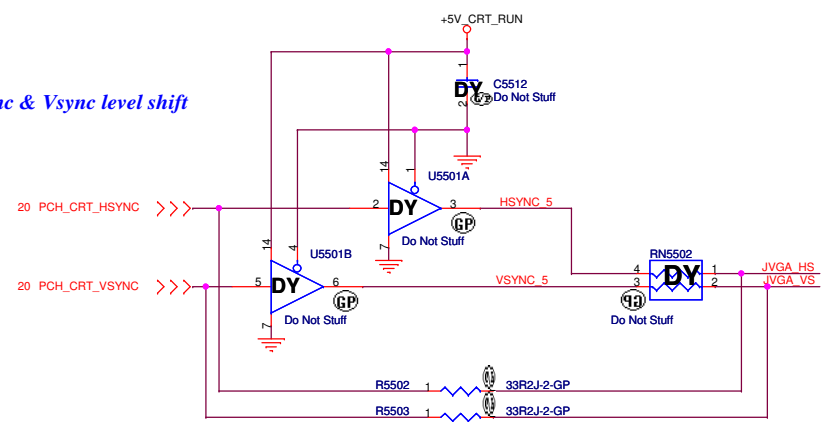 +5V_CRT_RUN
nc & Vsync level shift
1
C5512
DY
Do Not Stuff
2
14
1
U5501A
20 PCH_CRT_HSYNC
2
DY
3
HSYNC_5
GP
Do Not Stuff
7
14
4
U5501B
RN5502
20 PCH_CRT_VSYNC
5
DY
6
VSYNC_5
GP
Do Not Stuff
7
4
3
DY
1
2
JVGA_HS
JVGA_VS
GP
Do Not Stuff
R5502 1 33R2J-2-GP
R5503 1 33R2J-2-GP